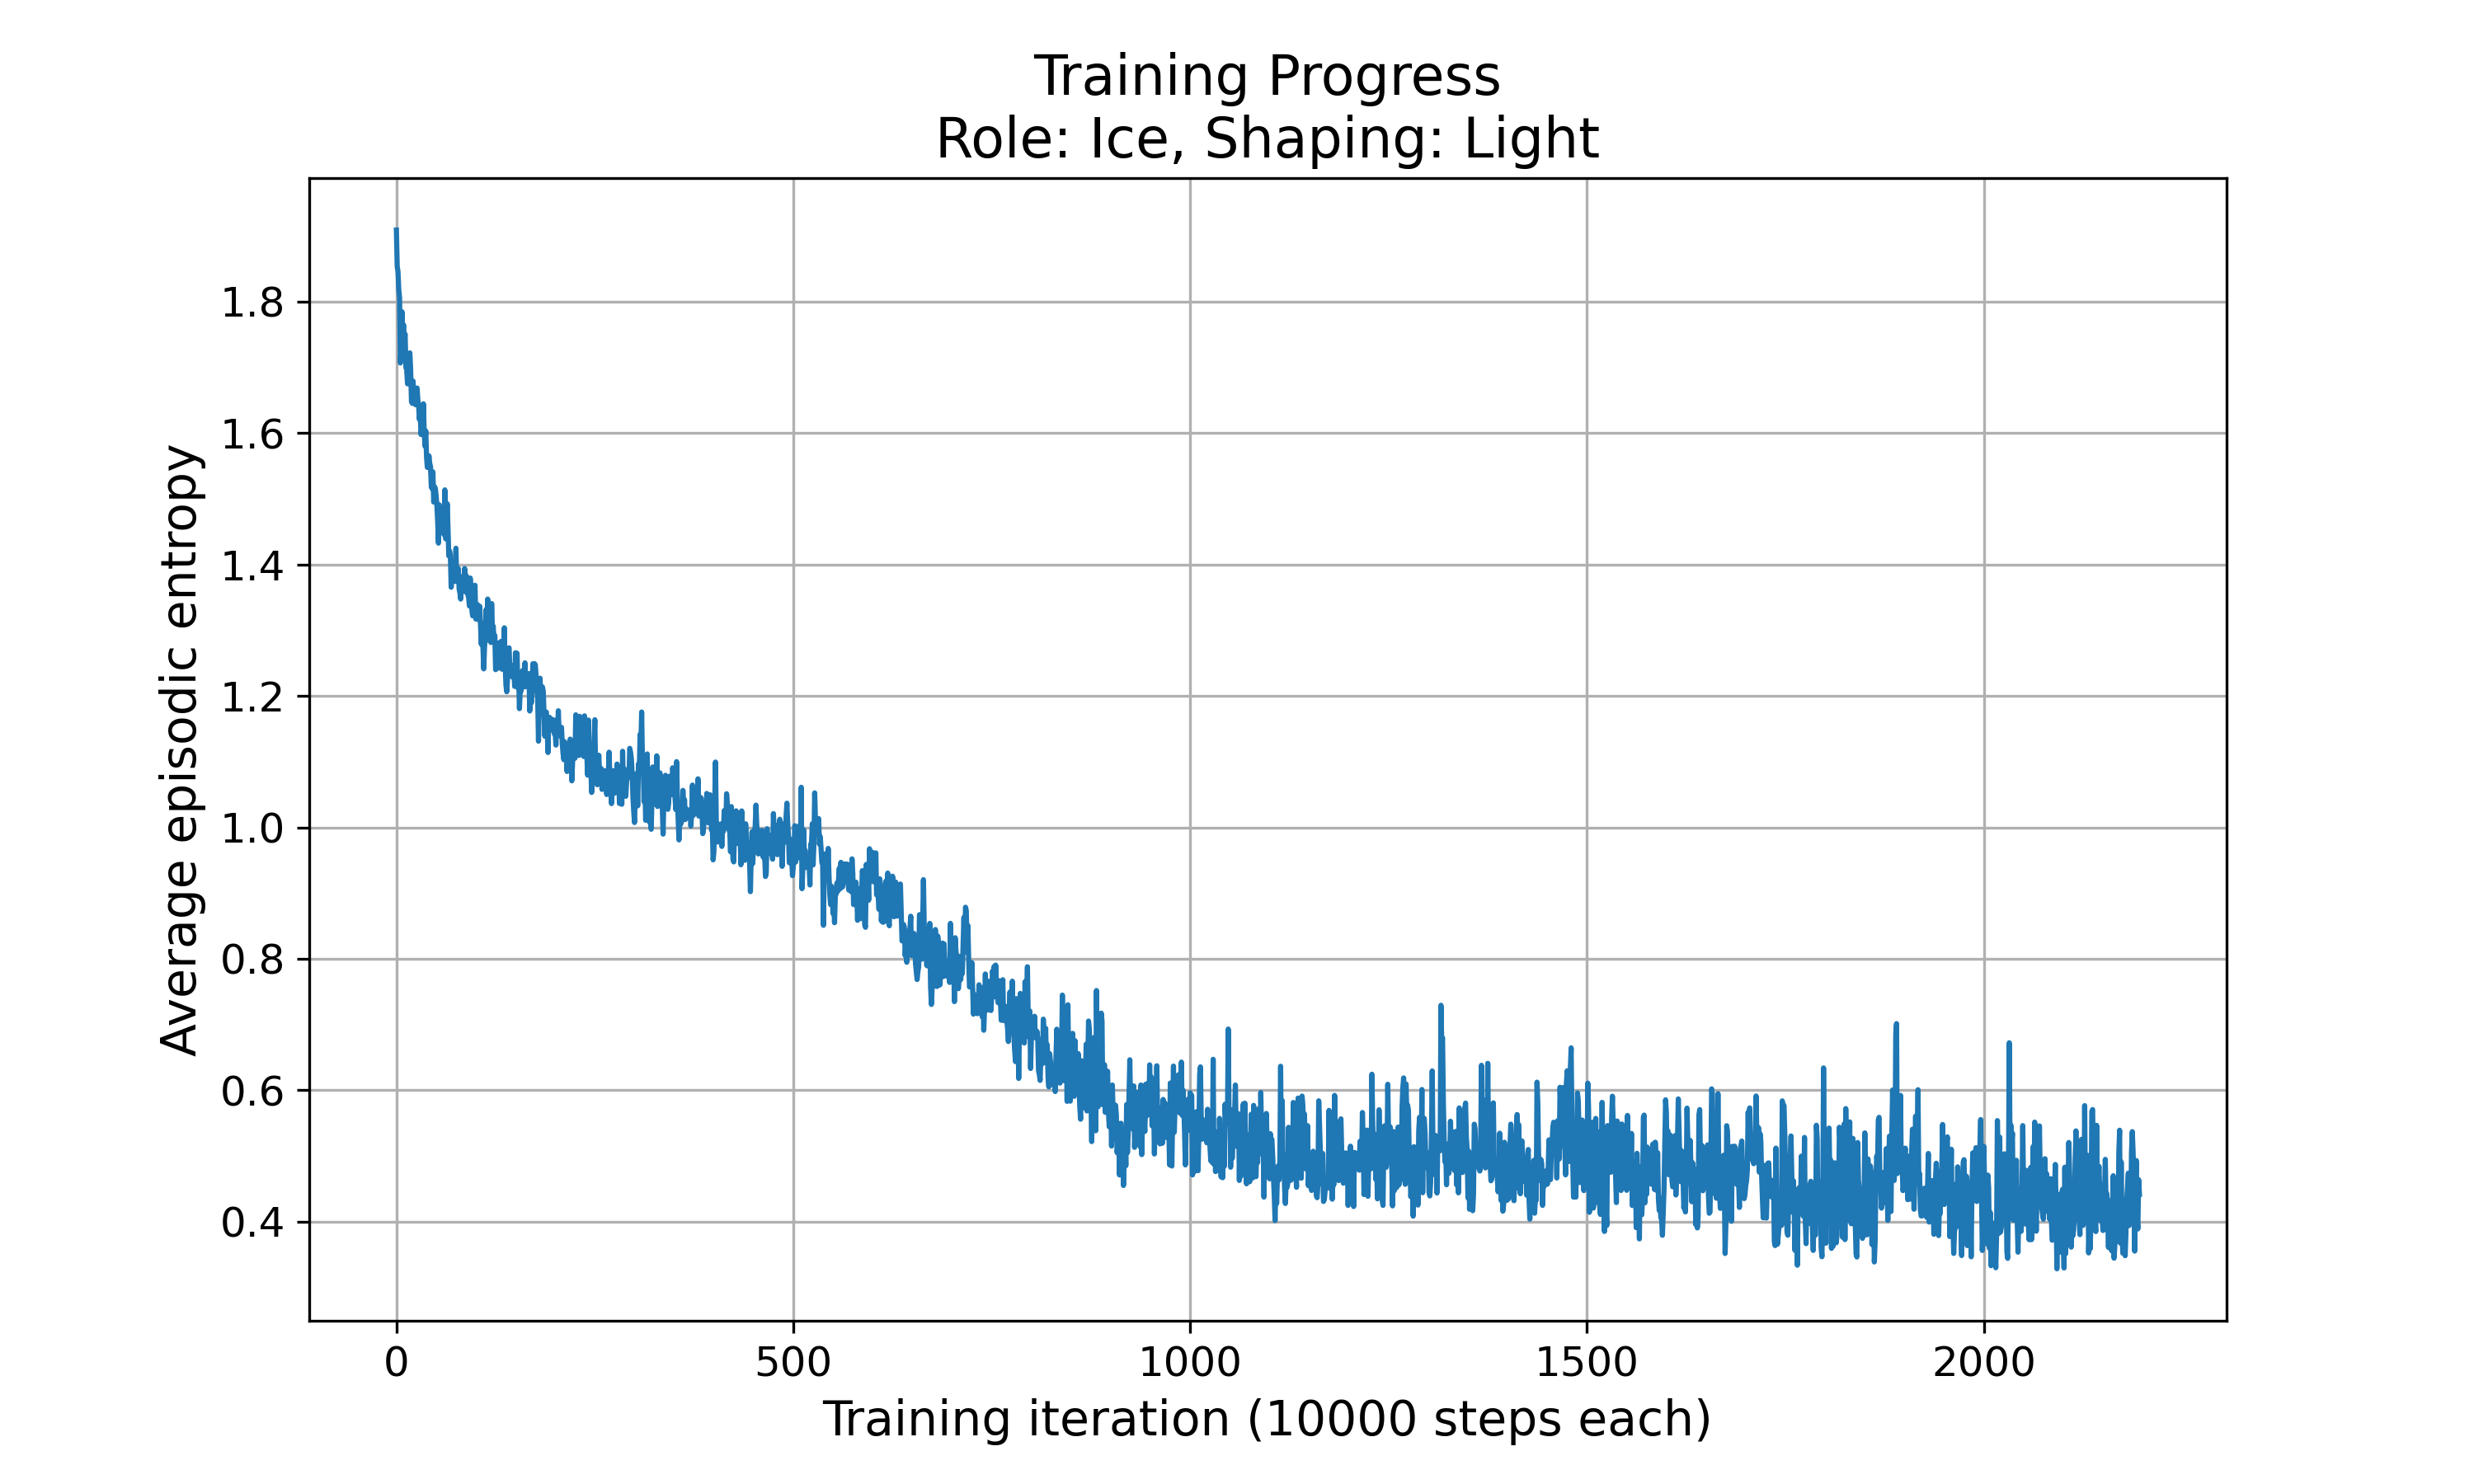 Training Progress
Role: Ice, Shaping: Light
Average episodic entropy
1.8
1.6
1.4
1.2
1.0
0.8
0.6
0.4
0 500 1000 1500 2000
Training iteration (10000 steps each)